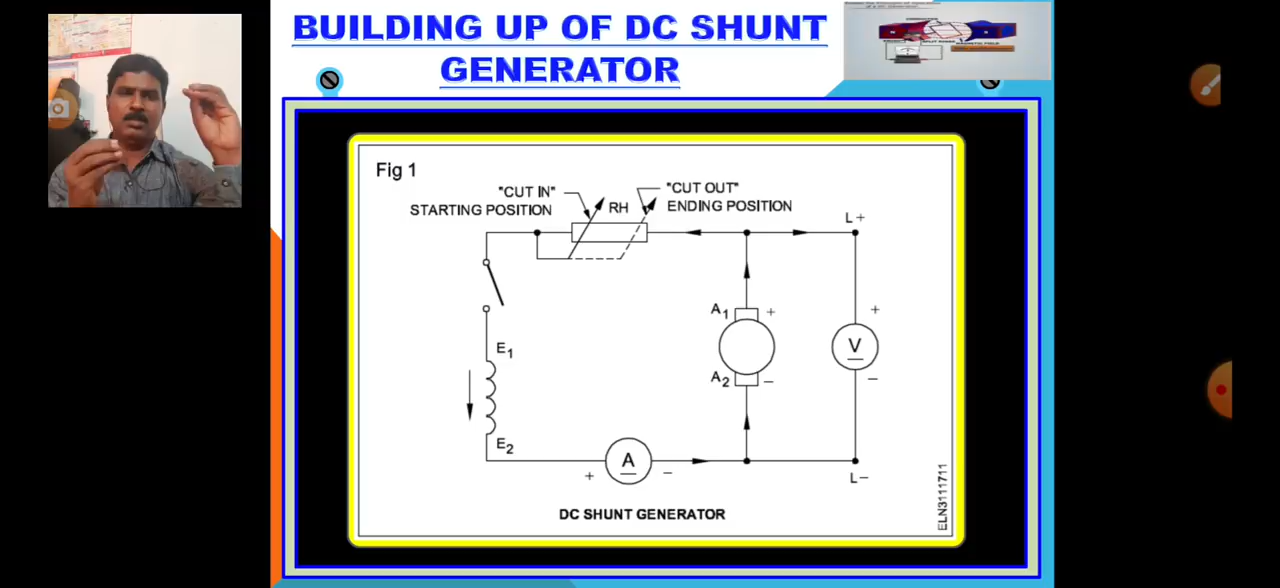 BUILDING UP OF DC SHUNT
GENERATOR
Fig 1
"CUT IN"
STARTING POSITION
RH
"CUT OUT"
ENDING POSITION
L+
A1
+
+
V
E1
A2
−
−
E2
A
+
−
L−
DC SHUNT GENERATOR
ELN3111711